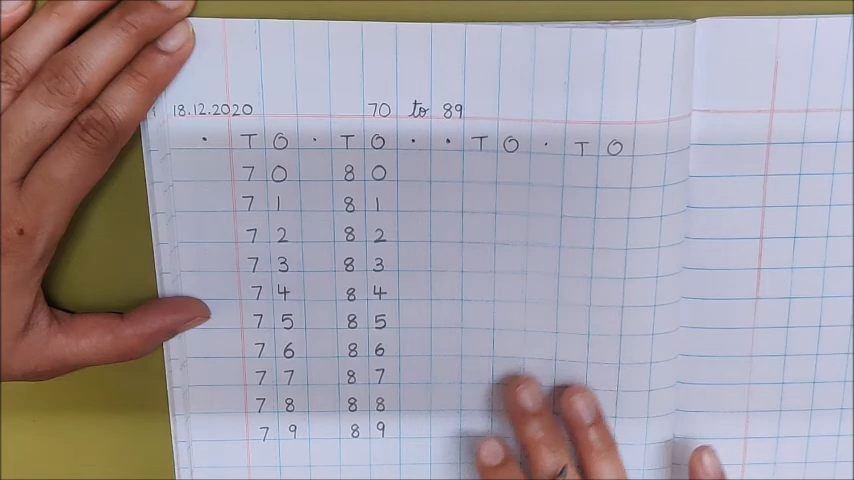 18.12.2020 70 to 89
. T O . T O . . T O . T O
7 0 8 0
7 1 8 1
7 2 8 2
7 3 8 3
7 4 8 4
7 5 8 5
7 6 8 6
7 7 8 7
7 8 8 8
7 9 8 9